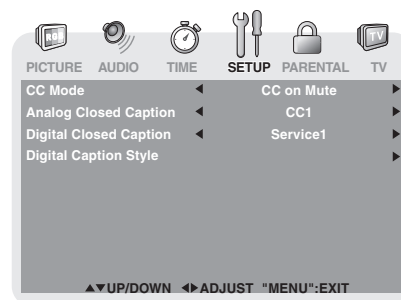 PICTURE AUDIO TIME SETUP PARENTAL TV
CC Mode ◀ CC on Mute ▶
Analog Closed Caption ◀ CC1 ▶
Digital Closed Caption ◀ Service1 ▶
Digital Caption Style ▶
▲▼UP/DOWN ◀▶ADJUST "MENU":EXIT